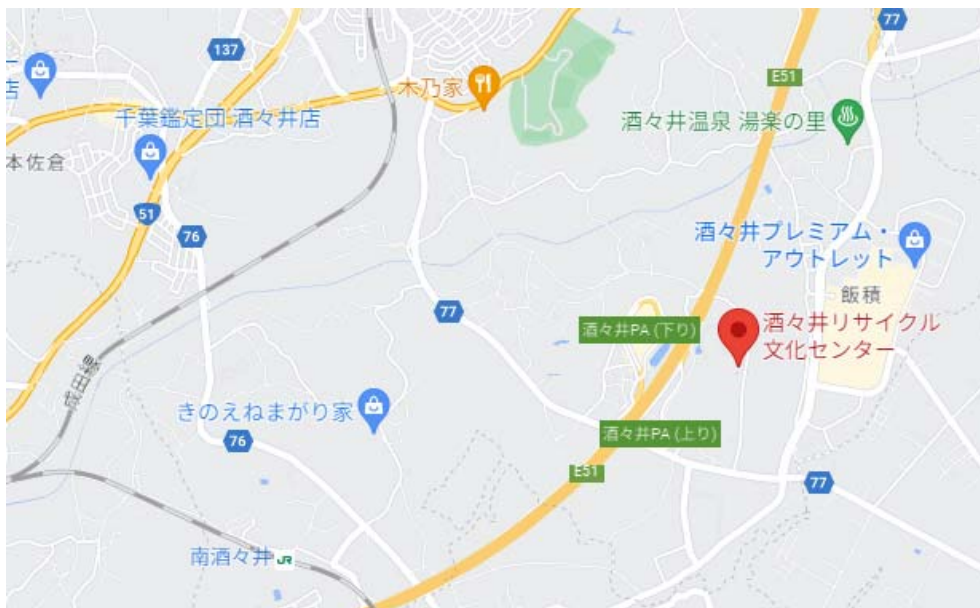 77
137
E51
木乃家
店
千葉鑑定団 酒々井店
酒々井温泉 湯楽の里
本佐倉
51
76
酒々井プレミアム・
アウトレット
飯積
77
酒々井PA (下り)
酒々井リサイクル
文化センター
成田線
きのえねまがり家
76
酒々井PA (上り)
E51
77
南酒々井 JR